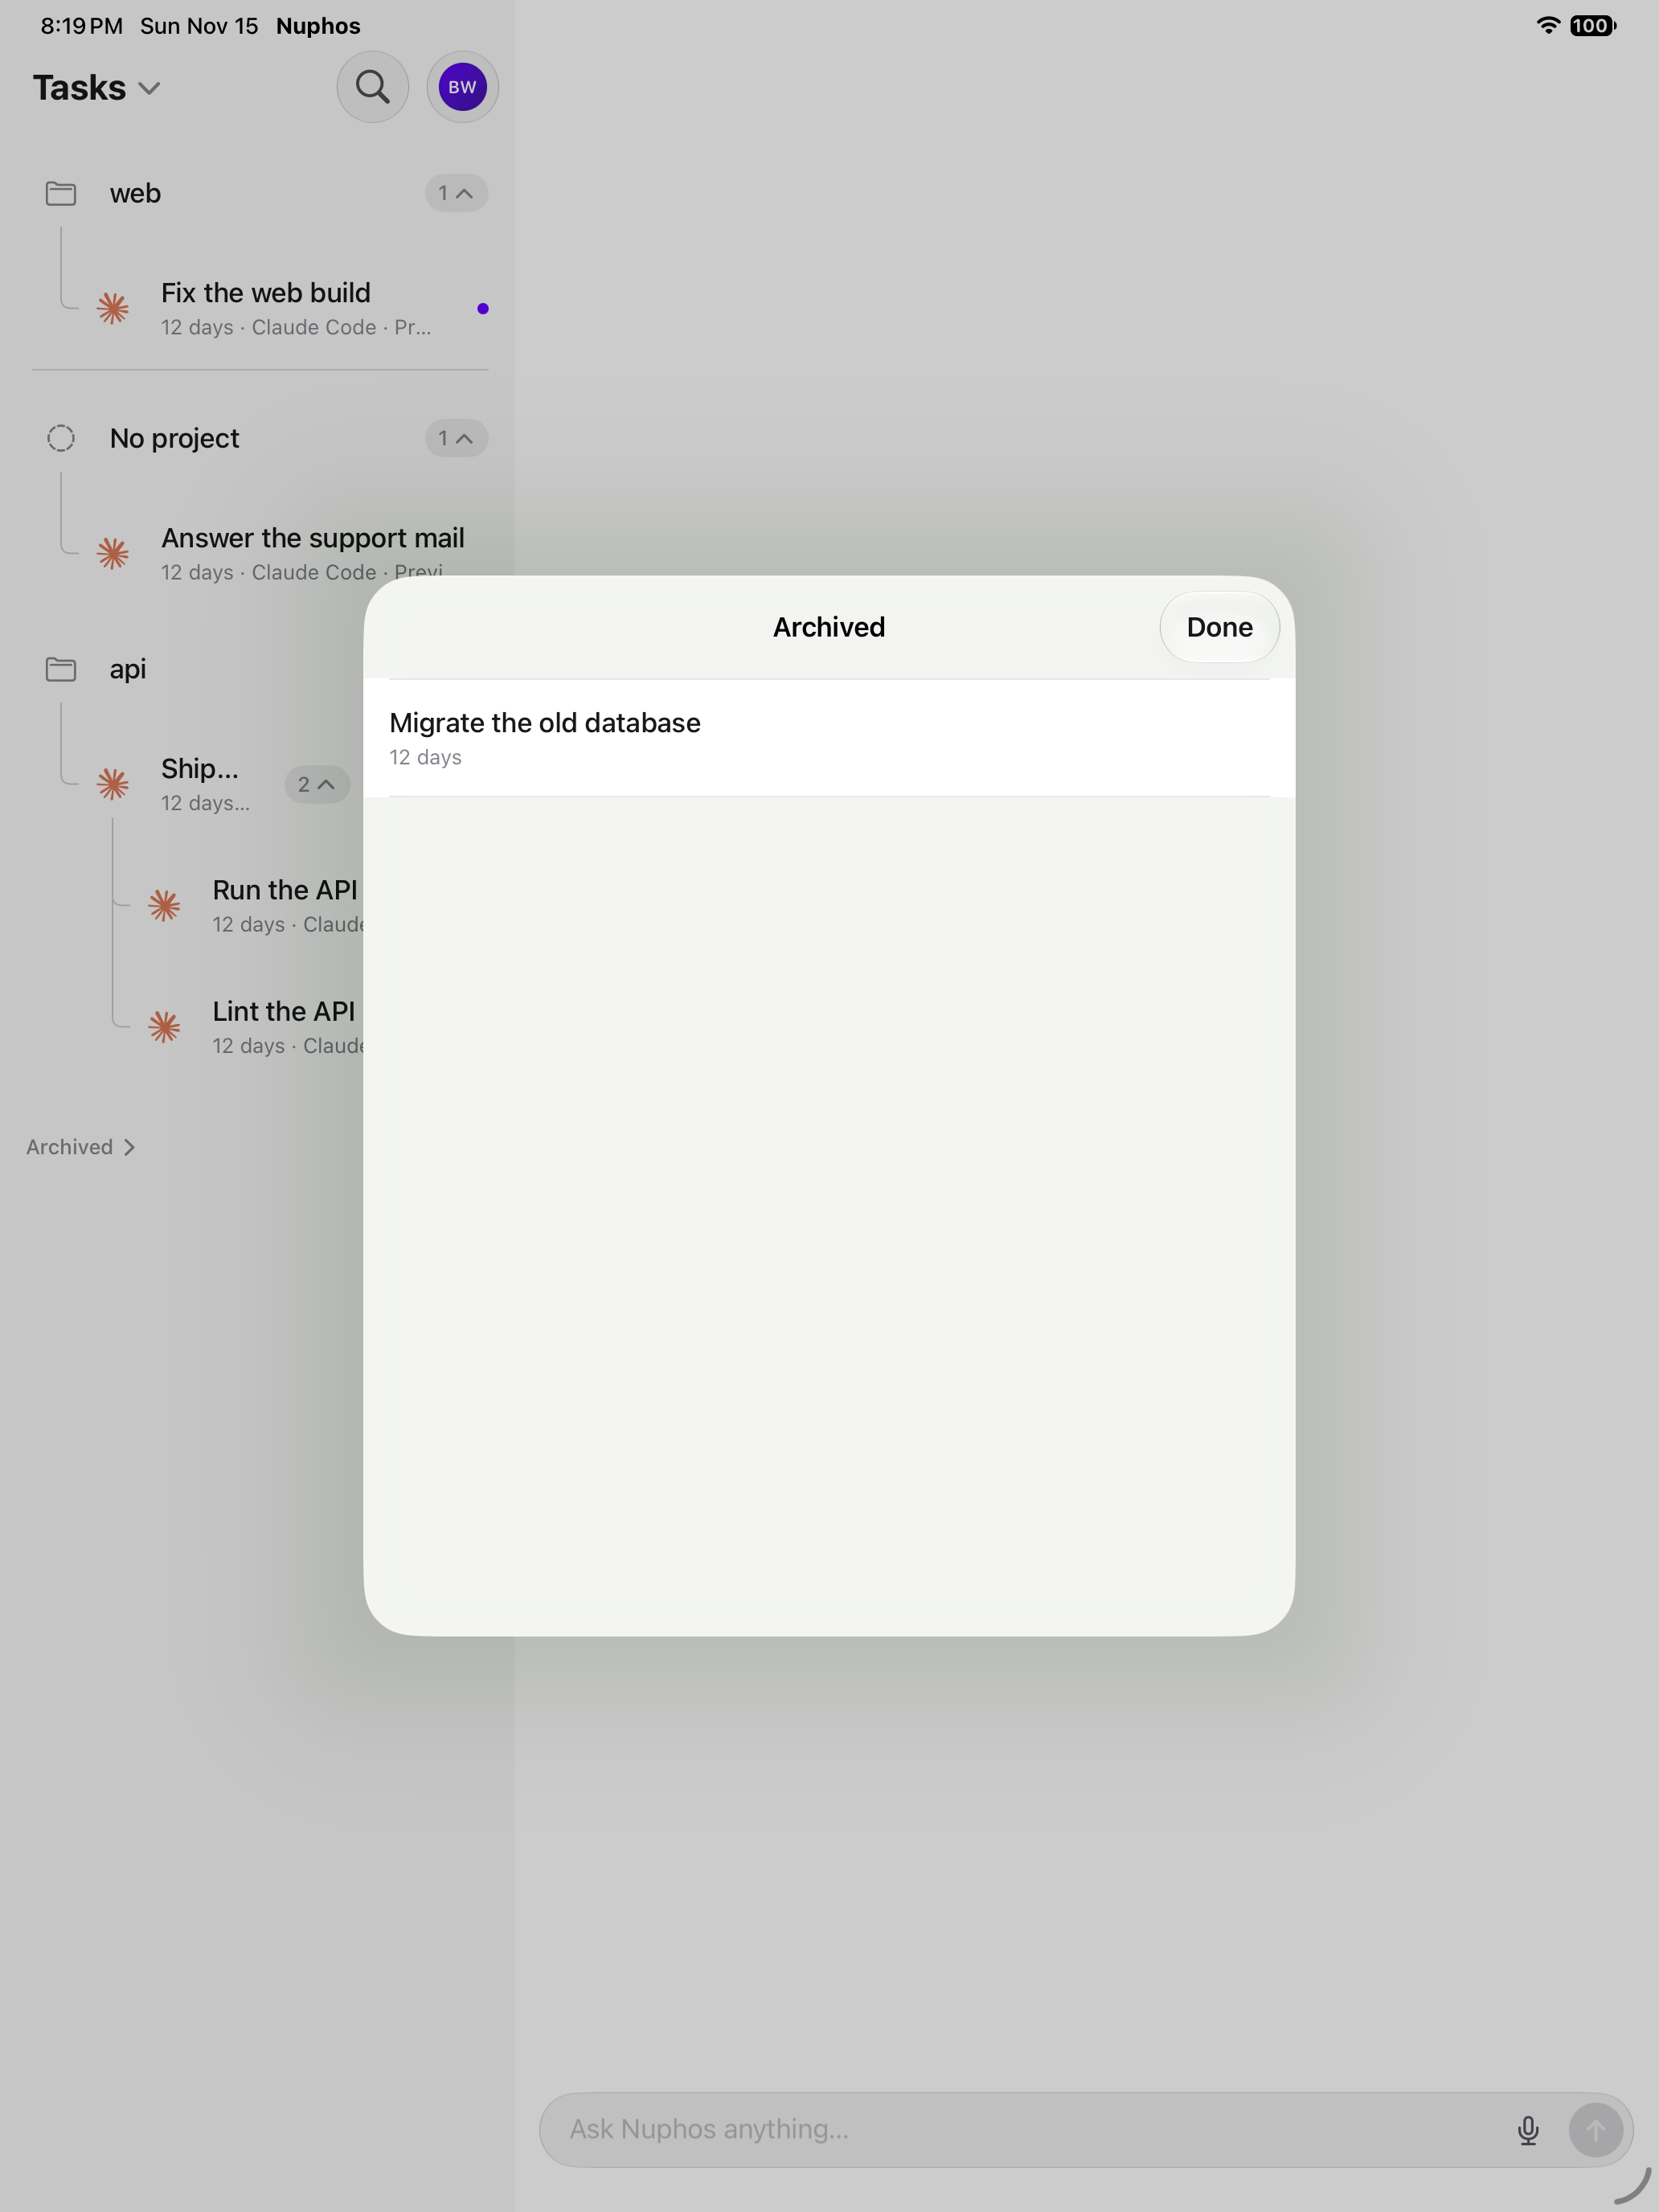 8:19 PM Sun Nov 15 Nuphos
100
Tasks
BW
web
1
Fix the web build
12 days · Claude Code · Pr...
No project
1
Answer the support mail
12 days · Claude Code · Previ
api
Ship...
12 days...
2
Run the API
12 days · Claude
Lint the API
12 days · Claude
Archived
Archived
Done
Migrate the old database
12 days
Ask Nuphos anything...